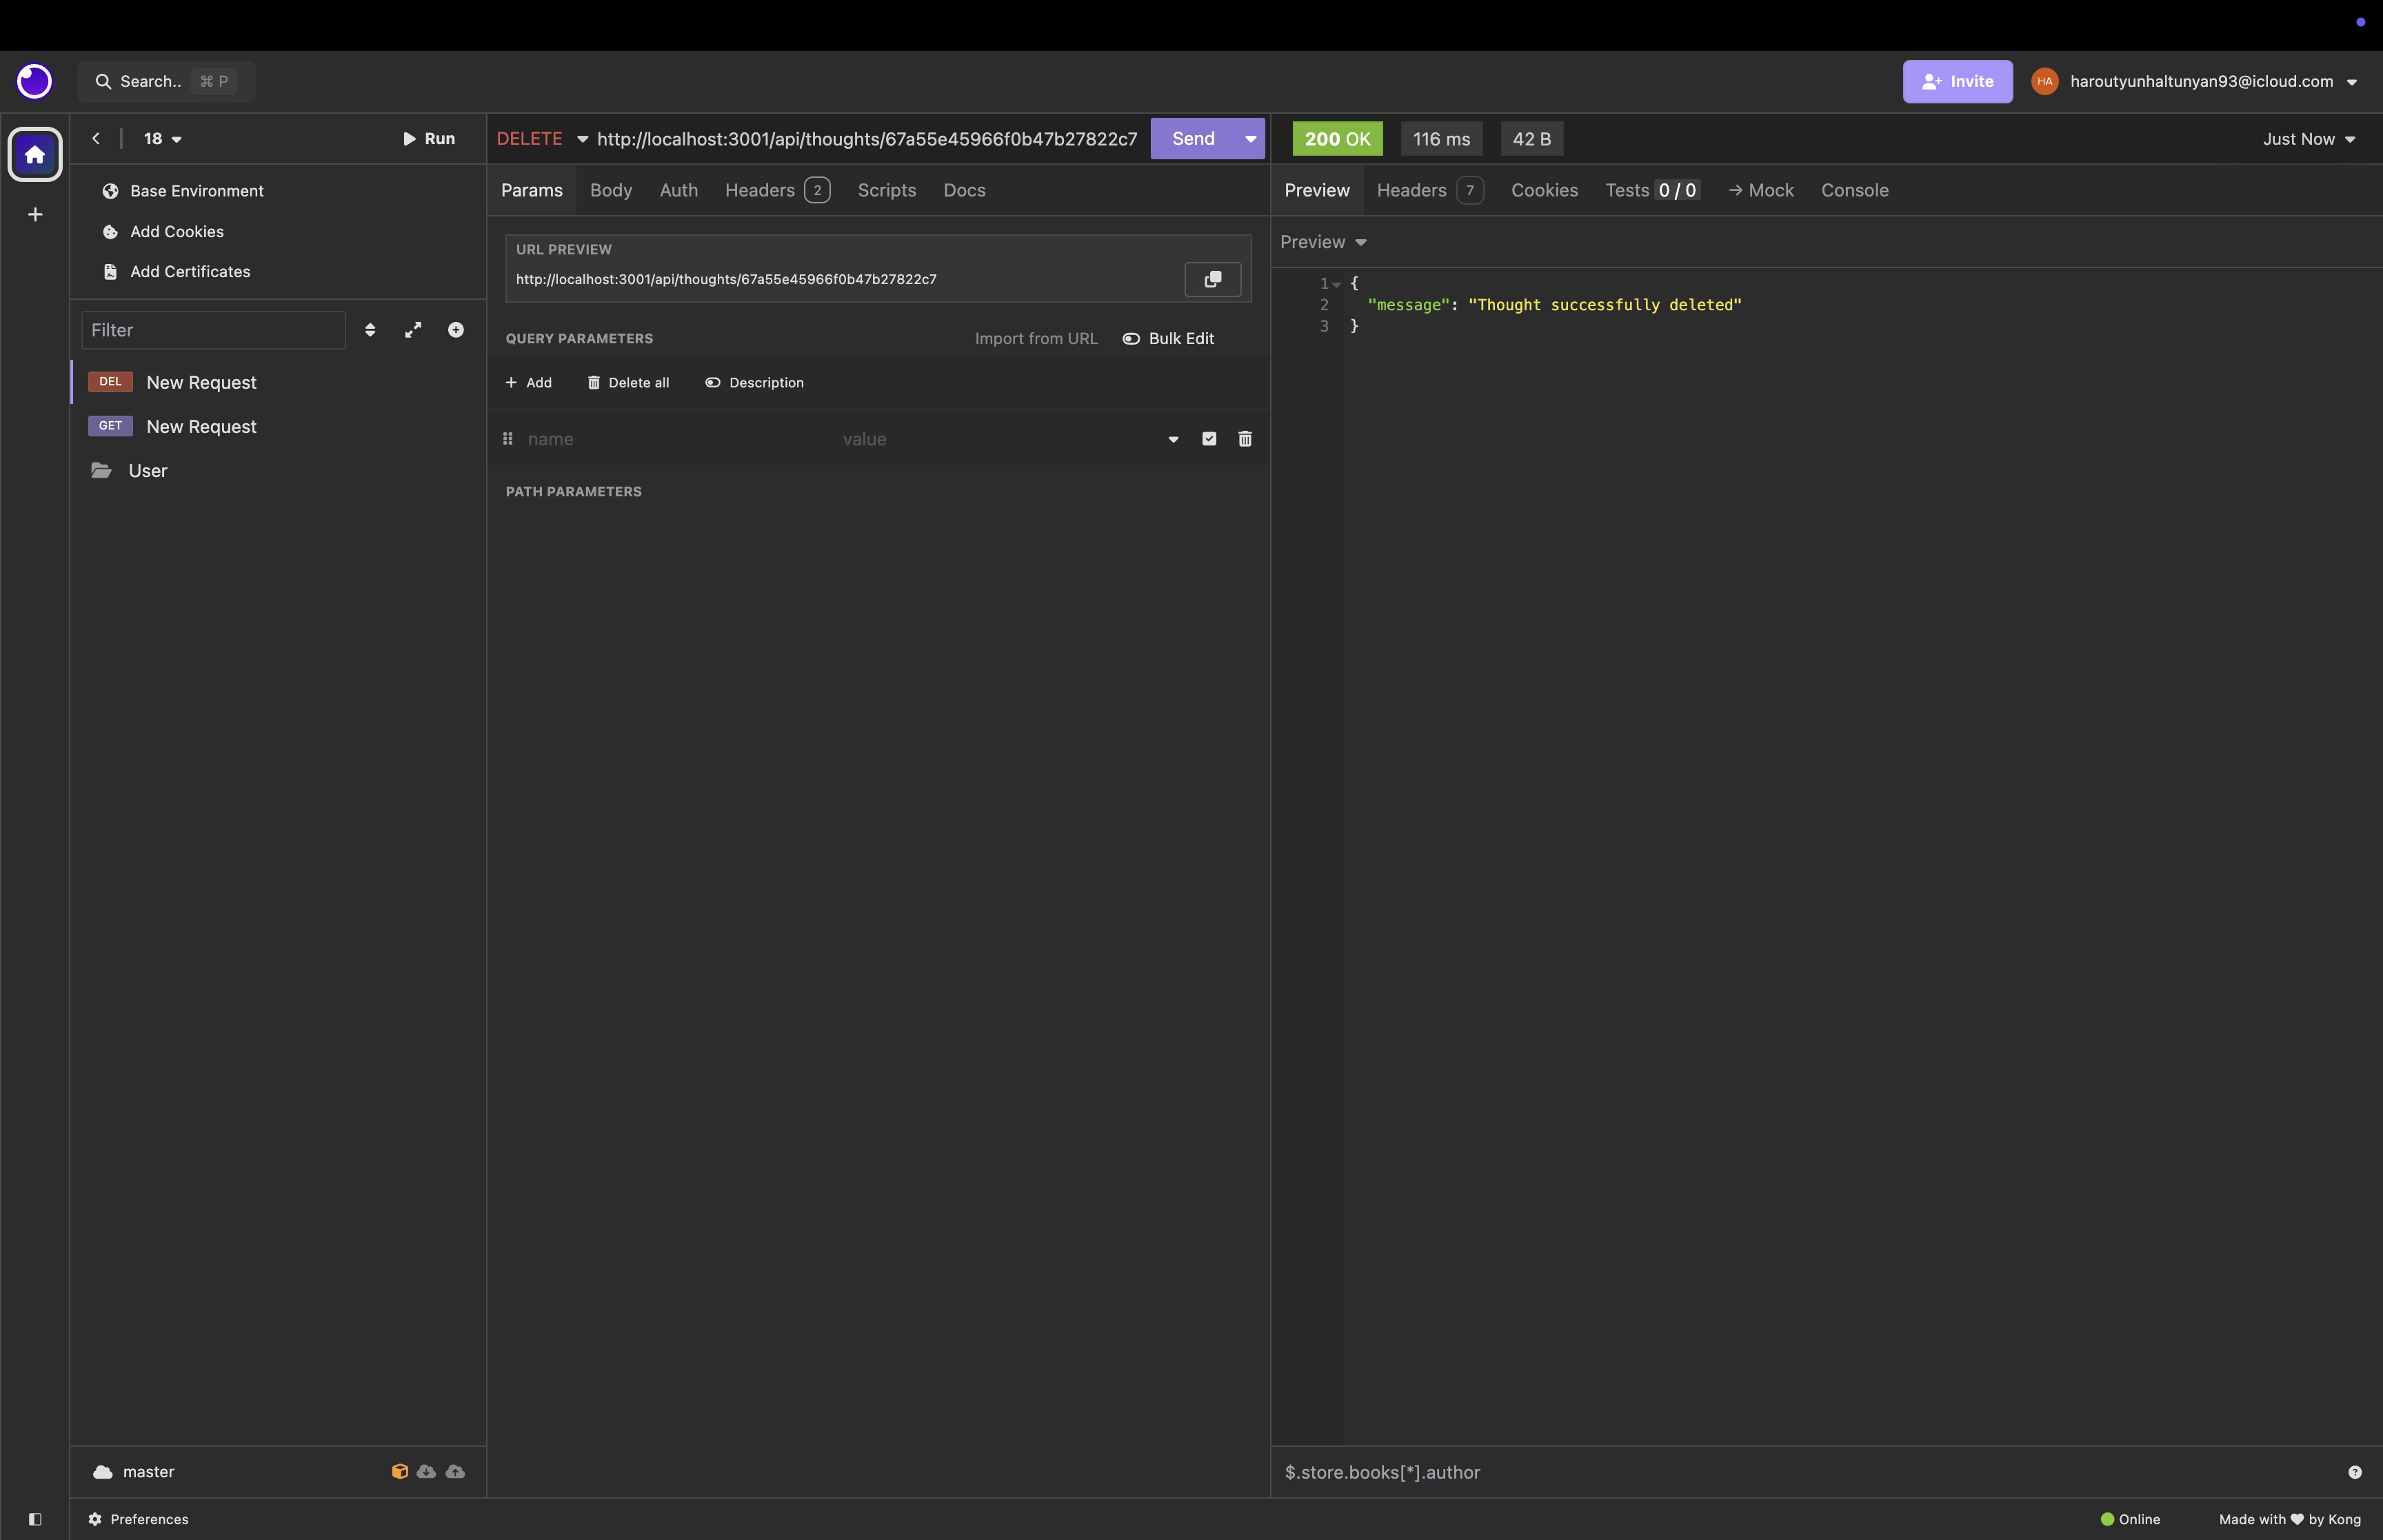 Search.. ⌘ P
Invite
HA haroutyunhaltunyan93@icloud.com
18
Run
Base Environment
Add Cookies
Add Certificates
Filter
DEL New Request
GET New Request
User
master
Preferences
DELETE http://localhost:3001/api/thoughts/67a55e45966f0b47b27822c7 Send
Params Body Auth Headers 2 Scripts Docs
URL PREVIEW
http://localhost:3001/api/thoughts/67a55e45966f0b47b27822c7
QUERY PARAMETERS Import from URL Bulk Edit
+ Add Delete all Description
name value
PATH PARAMETERS
200 OK 116 ms 42 B Just Now
Preview Headers 7 Cookies Tests 0 / 0 → Mock Console
Preview
1 {
2 "message": "Thought successfully deleted"
3 }
$.store.books[*].author
Online Made with ❤ by Kong